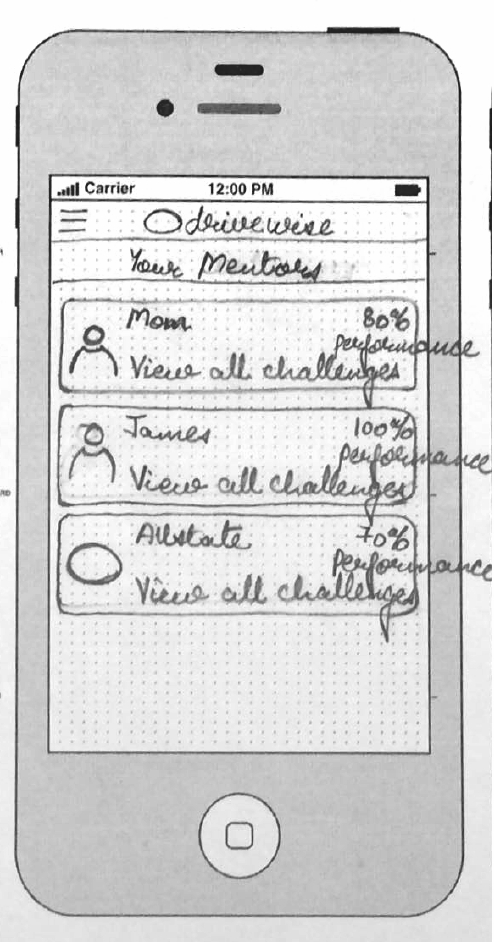 Carrier 12:00 PM
drivewise
Your Mentors
Mom 80%
performance
View all challenges
James 100%
performance
View all challenges
Allstate 70%
performance
View all challenges